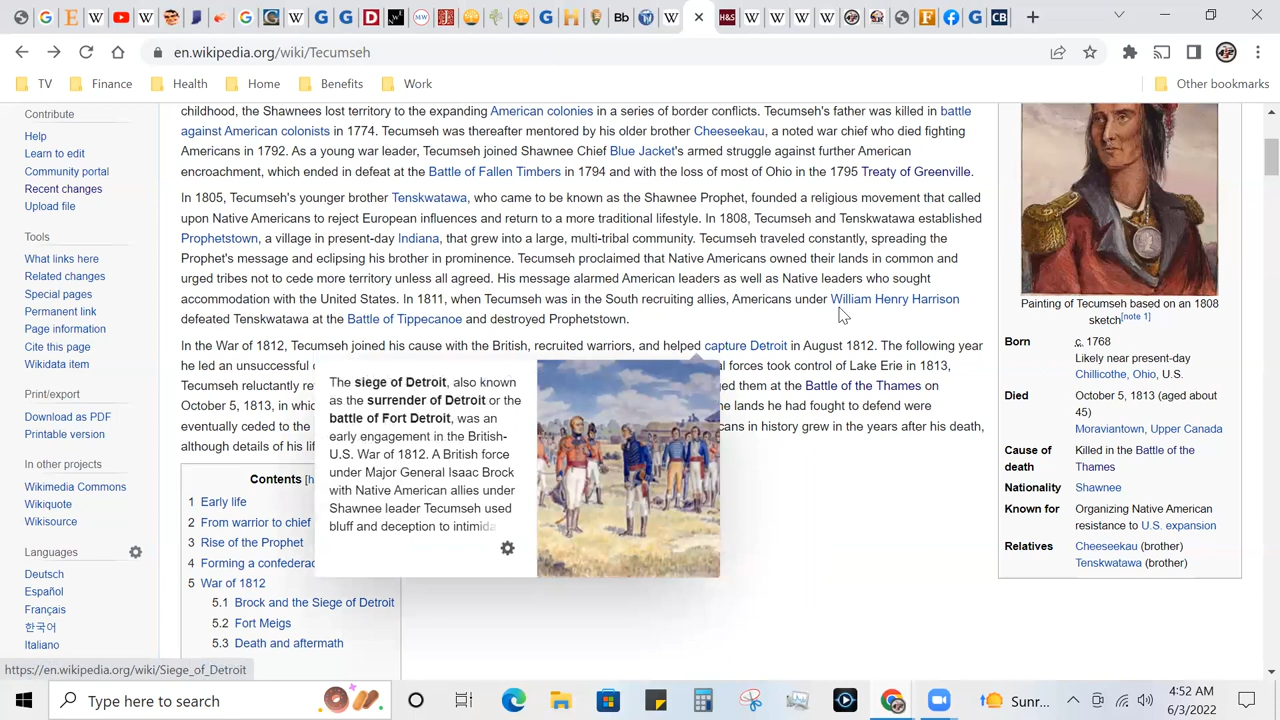 en.wikipedia.org/wiki/Tecumseh
TV
Finance
Health
Home
Benefits
Work
Other bookmarks
Contribute
Help
Learn to edit
Community portal
Recent changes
Upload file
Tools
What links here
Related changes
Special pages
Permanent link
Page information
Cite this page
Wikidata item
Print/export
Download as PDF
Printable version
In other projects
Wikimedia Commons
Wikiquote
Wikisource
Languages
Deutsch
Español
Français
한국어
Italiano
childhood, the Shawnees lost territory to the expanding American colonies in a series of border conflicts. Tecumseh's father was killed in battle
against American colonists in 1774. Tecumseh was thereafter mentored by his older brother Cheeseekau, a noted war chief who died fighting
Americans in 1792. As a young war leader, Tecumseh joined Shawnee Chief Blue Jacket's armed struggle against further American
encroachment, which ended in defeat at the Battle of Fallen Timbers in 1794 and with the loss of most of Ohio in the 1795 Treaty of Greenville.
In 1805, Tecumseh's younger brother Tenskwatawa, who came to be known as the Shawnee Prophet, founded a religious movement that called
upon Native Americans to reject European influences and return to a more traditional lifestyle. In 1808, Tecumseh and Tenskwatawa established
Prophetstown, a village in present-day Indiana, that grew into a large, multi-tribal community. Tecumseh traveled constantly, spreading the
Prophet's message and eclipsing his brother in prominence. Tecumseh proclaimed that Native Americans owned their lands in common and
urged tribes not to cede more territory unless all agreed. His message alarmed American leaders as well as Native leaders who sought
accommodation with the United States. In 1811, when Tecumseh was in the South recruiting allies, Americans under William Henry Harrison
defeated Tenskwatawa at the Battle of Tippecanoe and destroyed Prophetstown.
In the War of 1812, Tecumseh joined his cause with the British, recruited warriors, and helped capture Detroit in August 1812. The following year
he led an unsuccessful l forces took control of Lake Erie in 1813,
Tecumseh reluctantly ed them at the Battle of the Thames on
October 5, 1813, in whic he lands he had fought to defend were
eventually ceded to the cans in history grew in the years after his death,
although details of his li
The siege of Detroit, also known
as the surrender of Detroit or the
battle of Fort Detroit, was an
early engagement in the British-
U.S. War of 1812. A British force
under Major General Isaac Brock
with Native American allies under
Shawnee leader Tecumseh used
bluff and deception to intimida
Contents [h
1 Early life
2 From warrior to chief
3 Rise of the Prophet
4 Forming a confederac
5 War of 1812
5.1 Brock and the Siege of Detroit
5.2 Fort Meigs
5.3 Death and aftermath
Painting of Tecumseh based on an 1808
sketch[note 1]
Born c. 1768
Likely near present-day
Chillicothe, Ohio, U.S.
Died October 5, 1813 (aged about
45)
Moraviantown, Upper Canada
Cause of death Killed in the Battle of the
Thames
Nationality Shawnee
Known for Organizing Native American
resistance to U.S. expansion
Relatives Cheeseekau (brother)
Tenskwatawa (brother)
https://en.wikipedia.org/wiki/Siege_of_Detroit
Type here to search
Sunr...
4:52 AM
6/3/2022